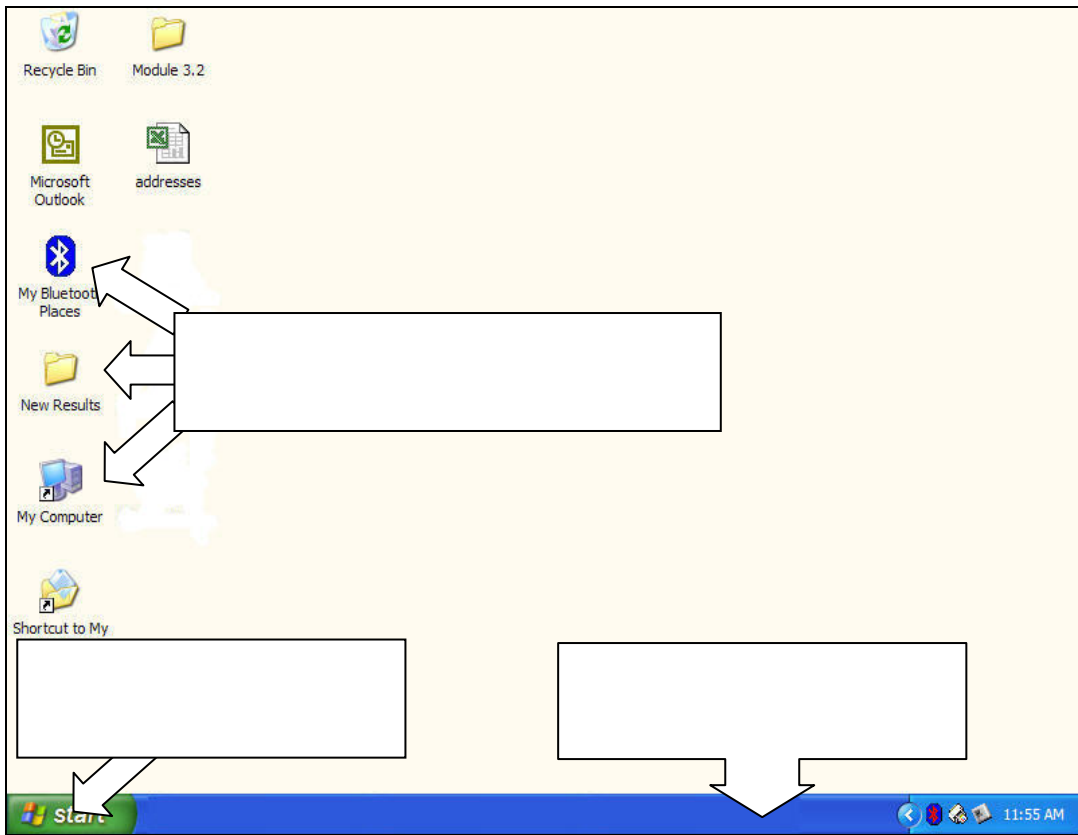 Recycle Bin
Module 3.2
Microsoft
Outlook
addresses
My Bluetoot
Places
New Results
My Computer
Shortcut to My
start
11:55 AM